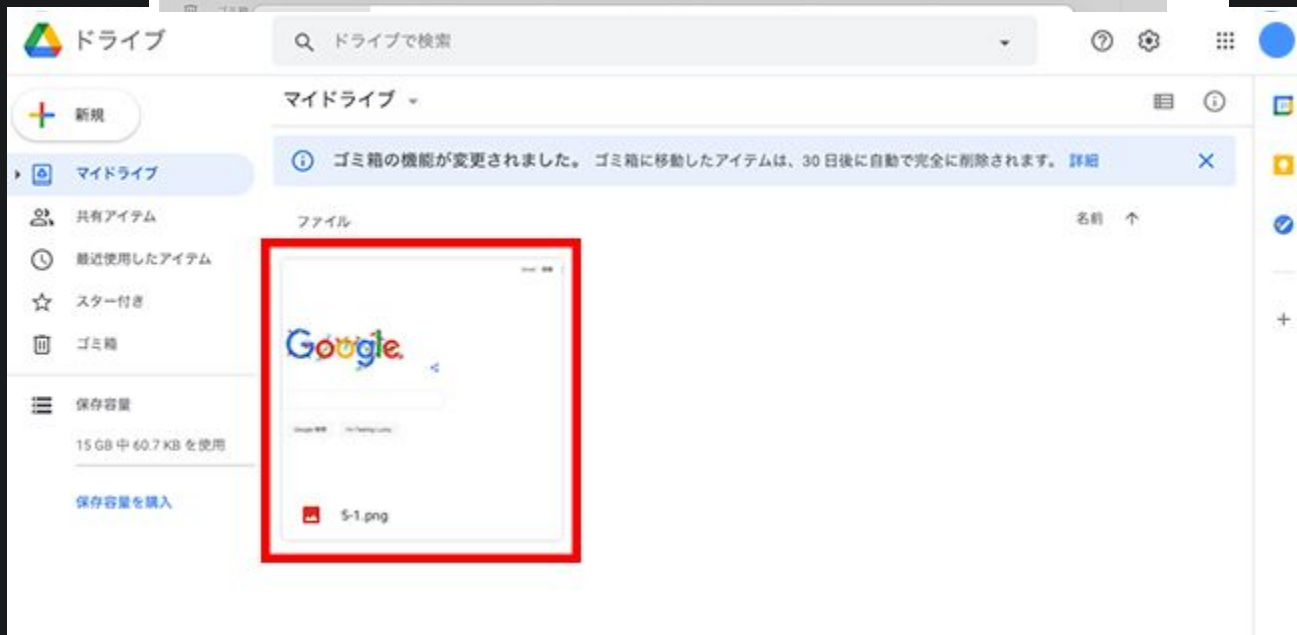 ドライブ
ドライブで検索
新規
マイドライブ
ゴミ箱の機能が変更されました。 ゴミ箱に移動したアイテムは、30 日後に自動で完全に削除されます。 詳細
マイドライブ
共有アイテム
最近使用したアイテム
スター付き
ゴミ箱
保存容量
15 GB 中 60.7 KB を使用
保存容量を購入
ファイル
名前
Google
S-1.png